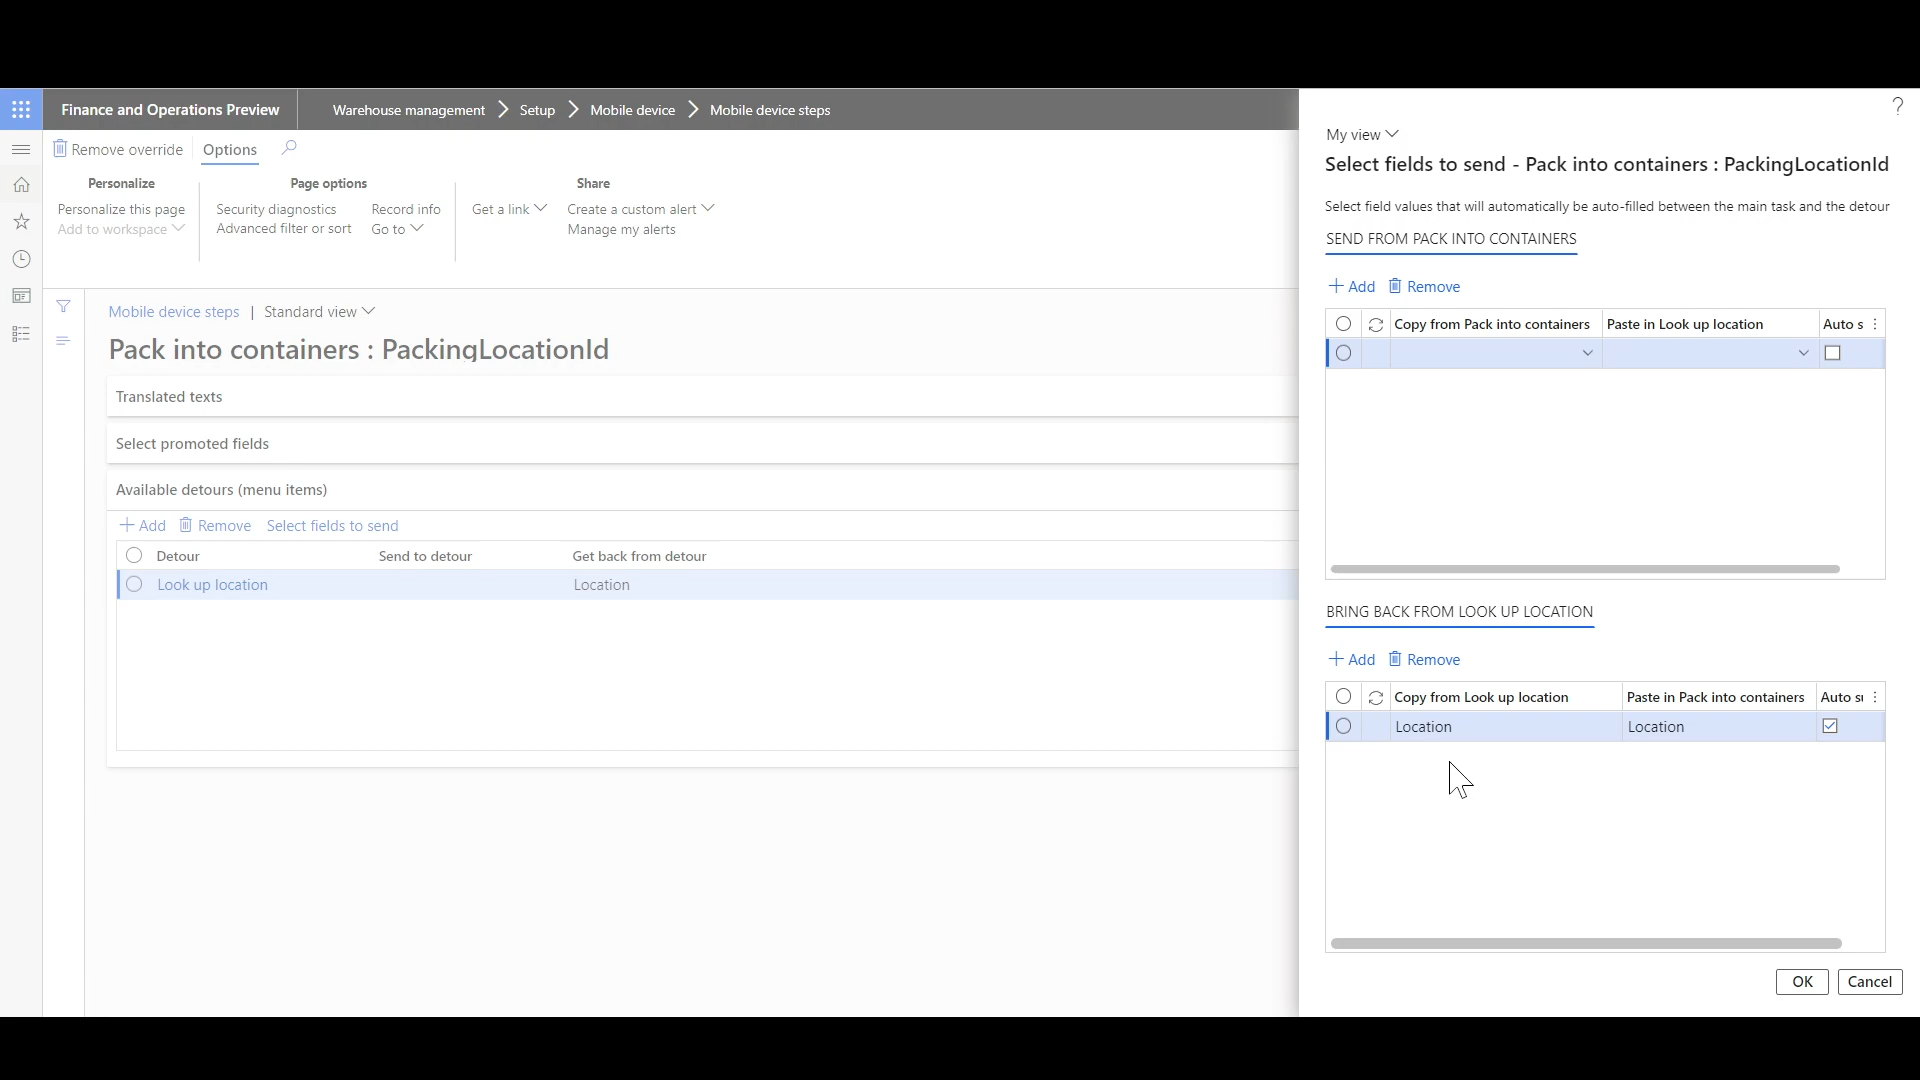 Finance and Operations Preview
Warehouse management
Setup
Mobile device
Mobile device steps
?
Remove override
Options
Personalize
Page options
Share
Personalize this page
Security diagnostics
Record info
Get a link
Create a custom alert
Add to workspace
Advanced filter or sort
Go to
Manage my alerts
Mobile device steps | Standard view
Pack into containers : PackingLocationId
Translated texts
Select promoted fields
Available detours (menu items)
Add
Remove
Select fields to send
Detour
Send to detour
Get back from detour
Look up location
Location
My view
Select fields to send - Pack into containers : PackingLocationId
Select field values that will automatically be auto-filled between the main task and the detour
SEND FROM PACK INTO CONTAINERS
Add
Remove
Copy from Pack into containers
Paste in Look up location
Auto s
BRING BACK FROM LOOK UP LOCATION
Add
Remove
Copy from Look up location
Paste in Pack into containers
Auto
Location
Location
OK
Cancel